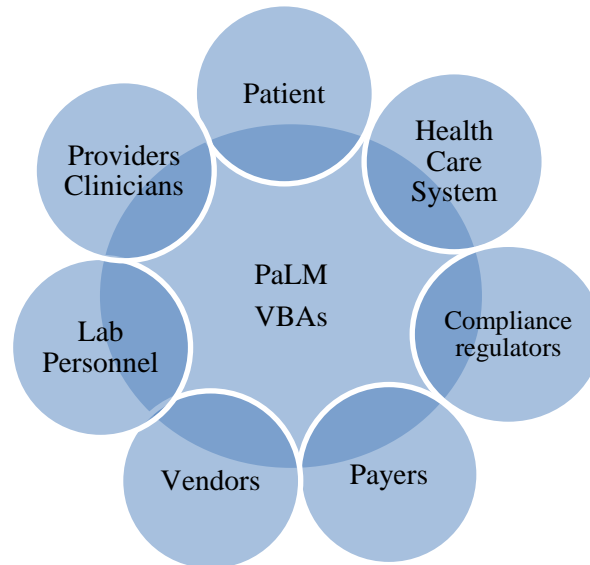 Patient
Health
Care
System
Providers
Clinicians
PaLM
VBAs
Compliance
regulators
Lab
Personnel
Vendors
Payers